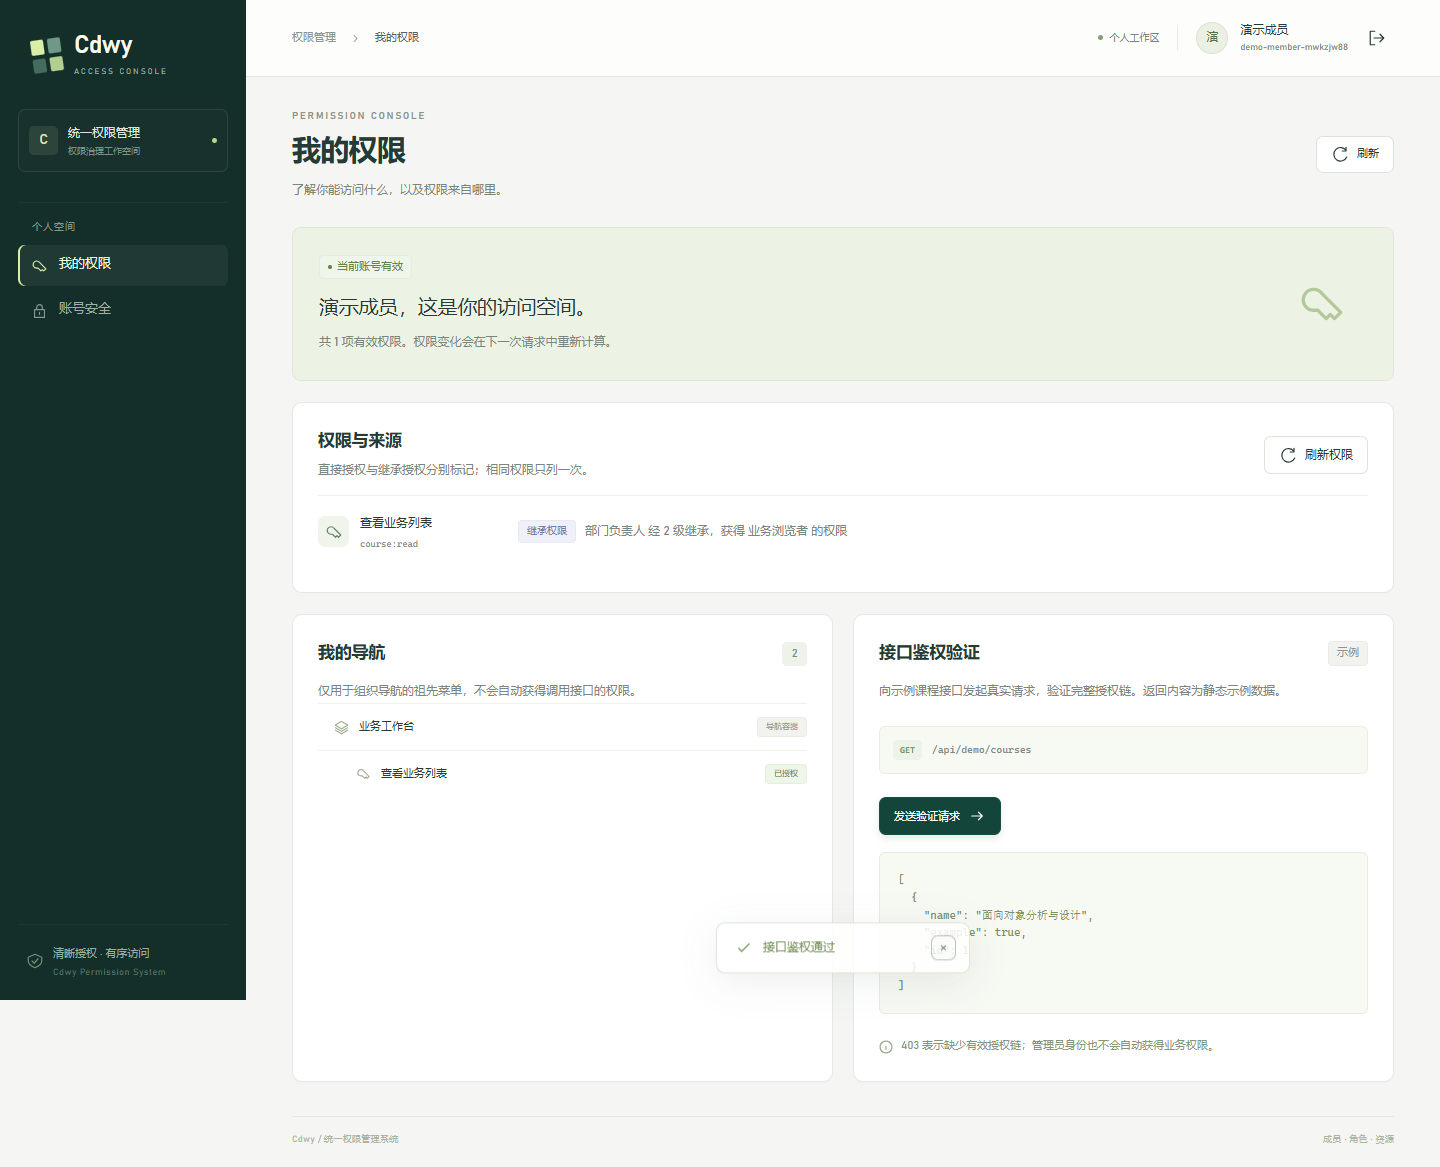 Cdwy
ACCESS CONSOLE
C
统一权限管理
权限治理工作空间
个人空间
我的权限
账号安全
清晰授权 · 有序访问
Cdwy Permission System
权限管理 > 我的权限
个人工作区
演
演示成员
demo-member-mwkzjw88
PERMISSION CONSOLE
我的权限
了解你能访问什么，以及权限来自哪里。
刷新
当前账号有效
演示成员，这是你的访问空间。
共 1 项有效权限。权限变化会在下一次请求中重新计算。
权限与来源
直接授权与继承授权分别标记；相同权限只列一次。
刷新权限
查看业务列表
course:read
继承权限
部门负责人 经 2 级继承，获得 业务浏览者 的权限
我的导航
2
仅用于组织导航的祖先菜单，不会自动获得调用接口的权限。
业务工作台
导航容器
查看业务列表
已授权
接口鉴权验证
示例
向示例课程接口发起真实请求，验证完整授权链。返回内容为静态示例数据。
GET /api/demo/courses
发送验证请求
[
{
"name": "面向对象分析与设计",
"example": true,
}
]
接口鉴权通过
×
403 表示缺少有效授权链；管理员身份也不会自动获得业务权限。
Cdwy / 统一权限管理系统
成员 · 角色 · 资源